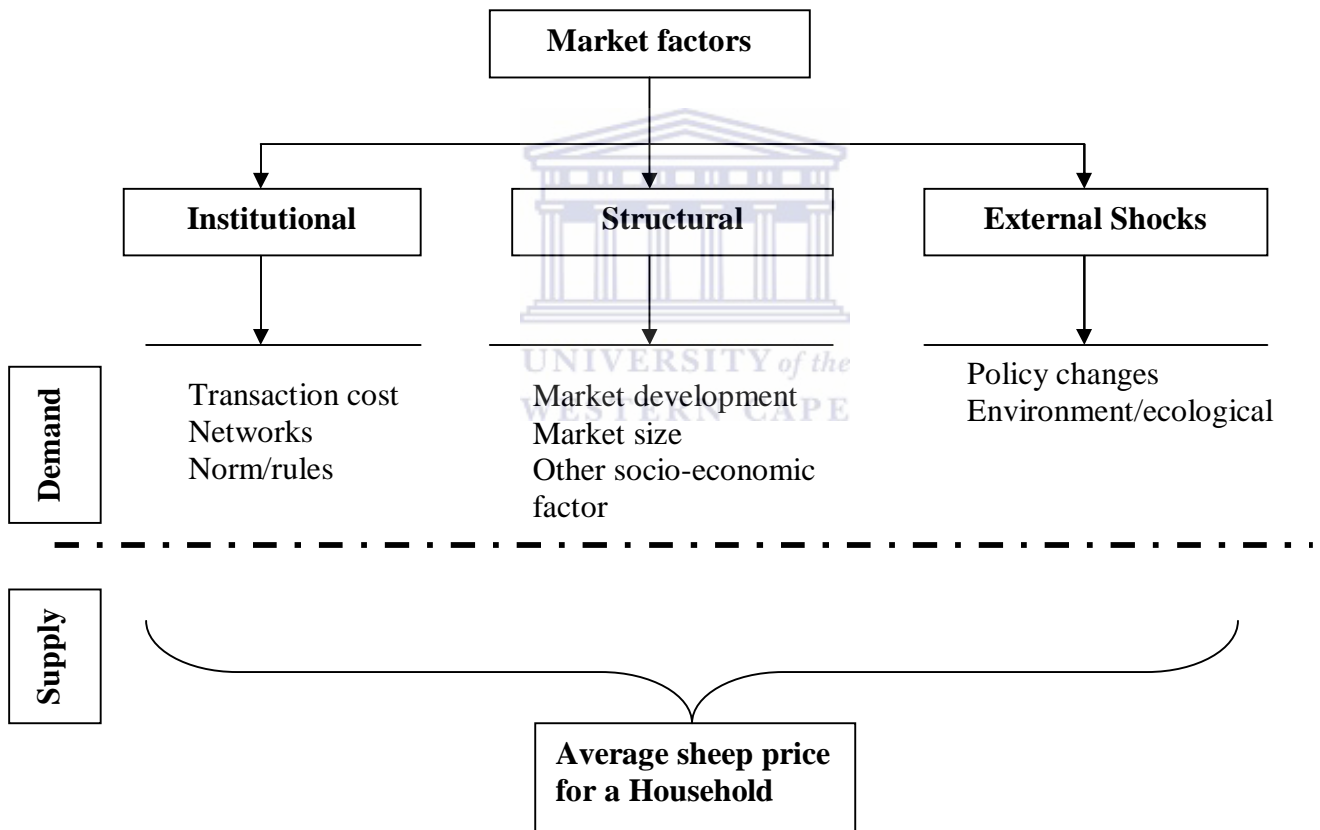 Market factors
Institutional
Structural
External Shocks
UNIVERSITY of the
WESTERN CAPE
Demand
Transaction cost
Networks
Norm/rules
Market development
Market size
Other socio-economic
factor
Policy changes
Environment/ecological
Supply
Average sheep price
for a Household